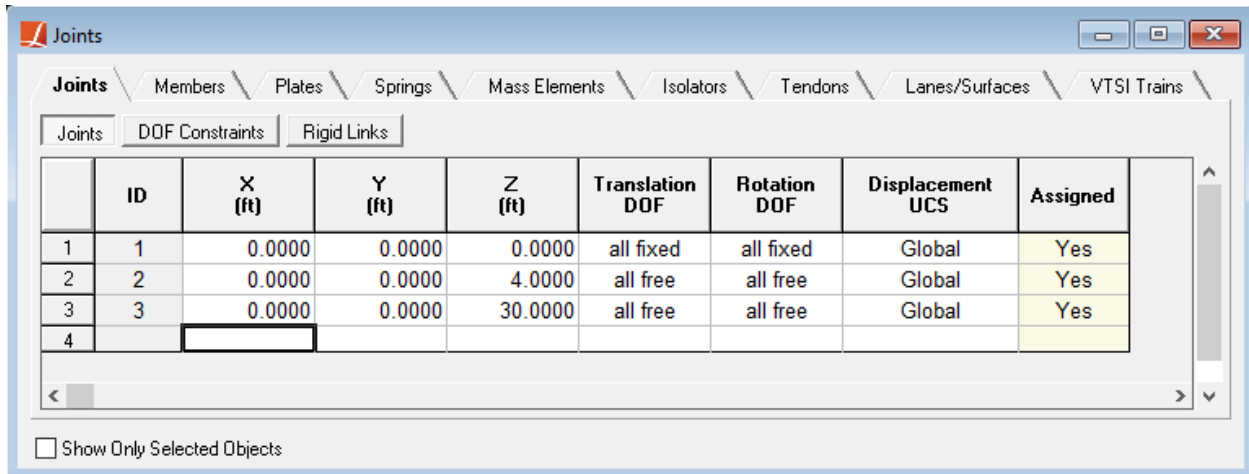 Joints
Joints Members Plates Springs Mass Elements Isolators Tendons Lanes/Surfaces VTSI Trains
Joints DOF Constraints Rigid Links
ID X (ft) Y (ft) Z (ft) Translation DOF Rotation DOF Displacement UCS Assigned
1 1 0.0000 0.0000 0.0000 all fixed all fixed Global Yes
2 2 0.0000 0.0000 4.0000 all free all free Global Yes
3 3 0.0000 0.0000 30.0000 all free all free Global Yes
4
Show Only Selected Objects